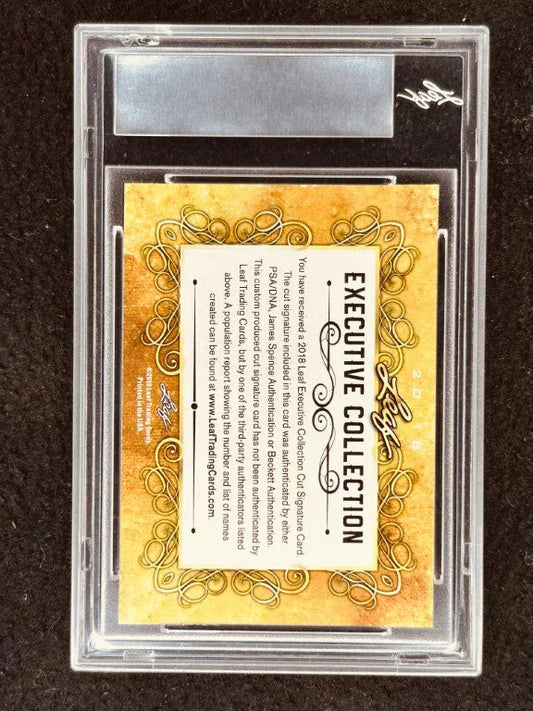 Leaf
20 8
Leaf
EXECUTIVE COLLECTION
You have received a 2018 Leaf Executive Collection Cut Signature Card.
The cut signature included in this card was authenticated by either
PSA/DNA, James Spence Authentication or Beckett Authentication.
This custom produced cut signature card has not been authenticated by
Leaf Trading Cards, but by one of the third-party authenticators listed
above. A population report showing the number and list of names
created can be found at www.LeafTradingCards.com.
Leaf
©2018 Leaf Trading Cards.
Printed in the USA.